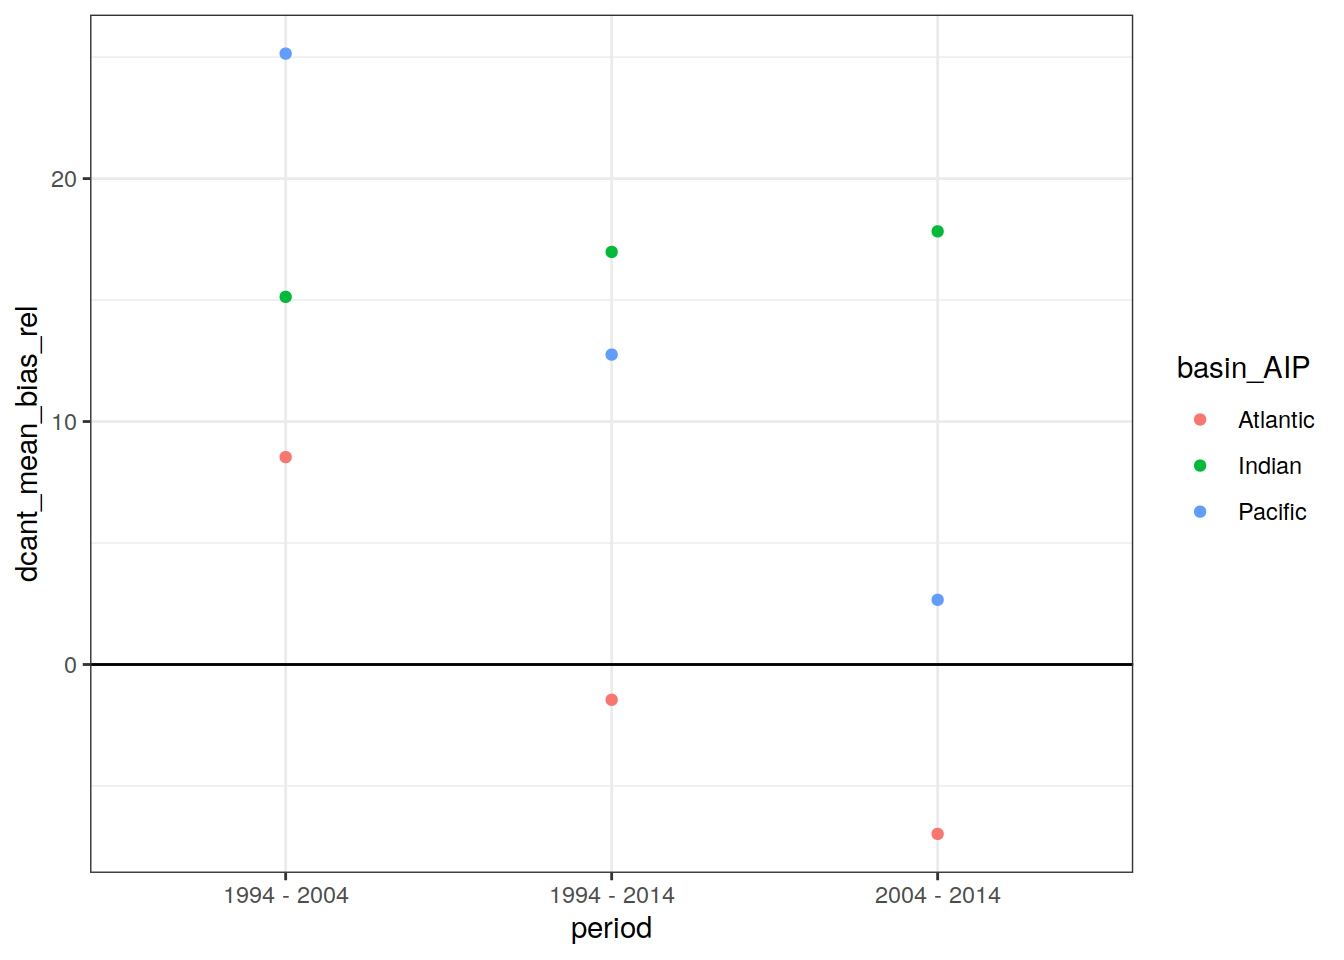 dcant_mean_bias_rel
20
10
0
1994 - 2004
1994 - 2014
2004 - 2014
period
basin_AIP
Atlantic
Indian
Pacific